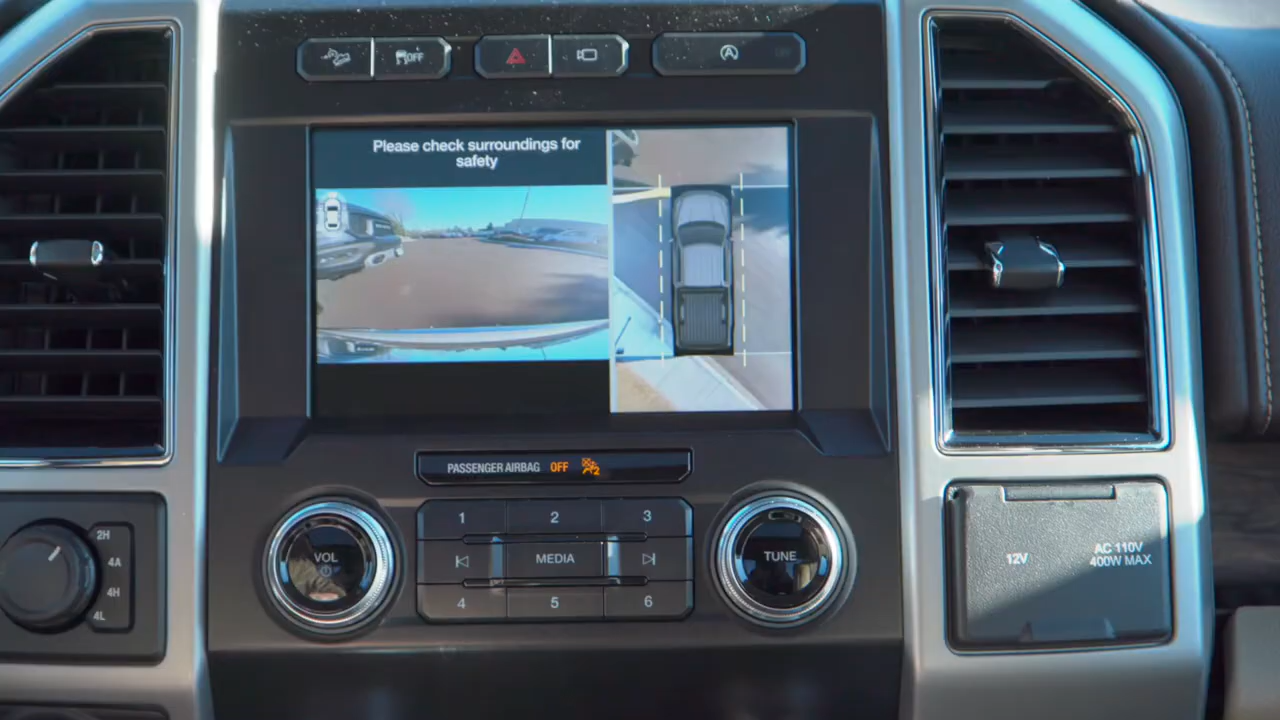 OFF
Please check surroundings for
safety
PASSENGER AIRBAG OFF 2
1 2 3
VOL
MEDIA
TUNE
4 5 6
2H
4A
4H
4L
12V
AC 110V
400W MAX